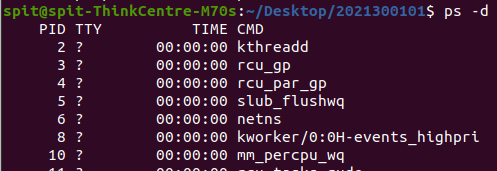 spit@spit-ThinkCentre-M70s:~/Desktop/2021300101$ ps -d
PID TTY TIME CMD
2 ? 00:00:00 kthreadd
3 ? 00:00:00 rcu_gp
4 ? 00:00:00 rcu_par_gp
5 ? 00:00:00 slub_flushwq
6 ? 00:00:00 netns
8 ? 00:00:00 kworker/0:0H-events_highpri
10 ? 00:00:00 mm_percpu_wq